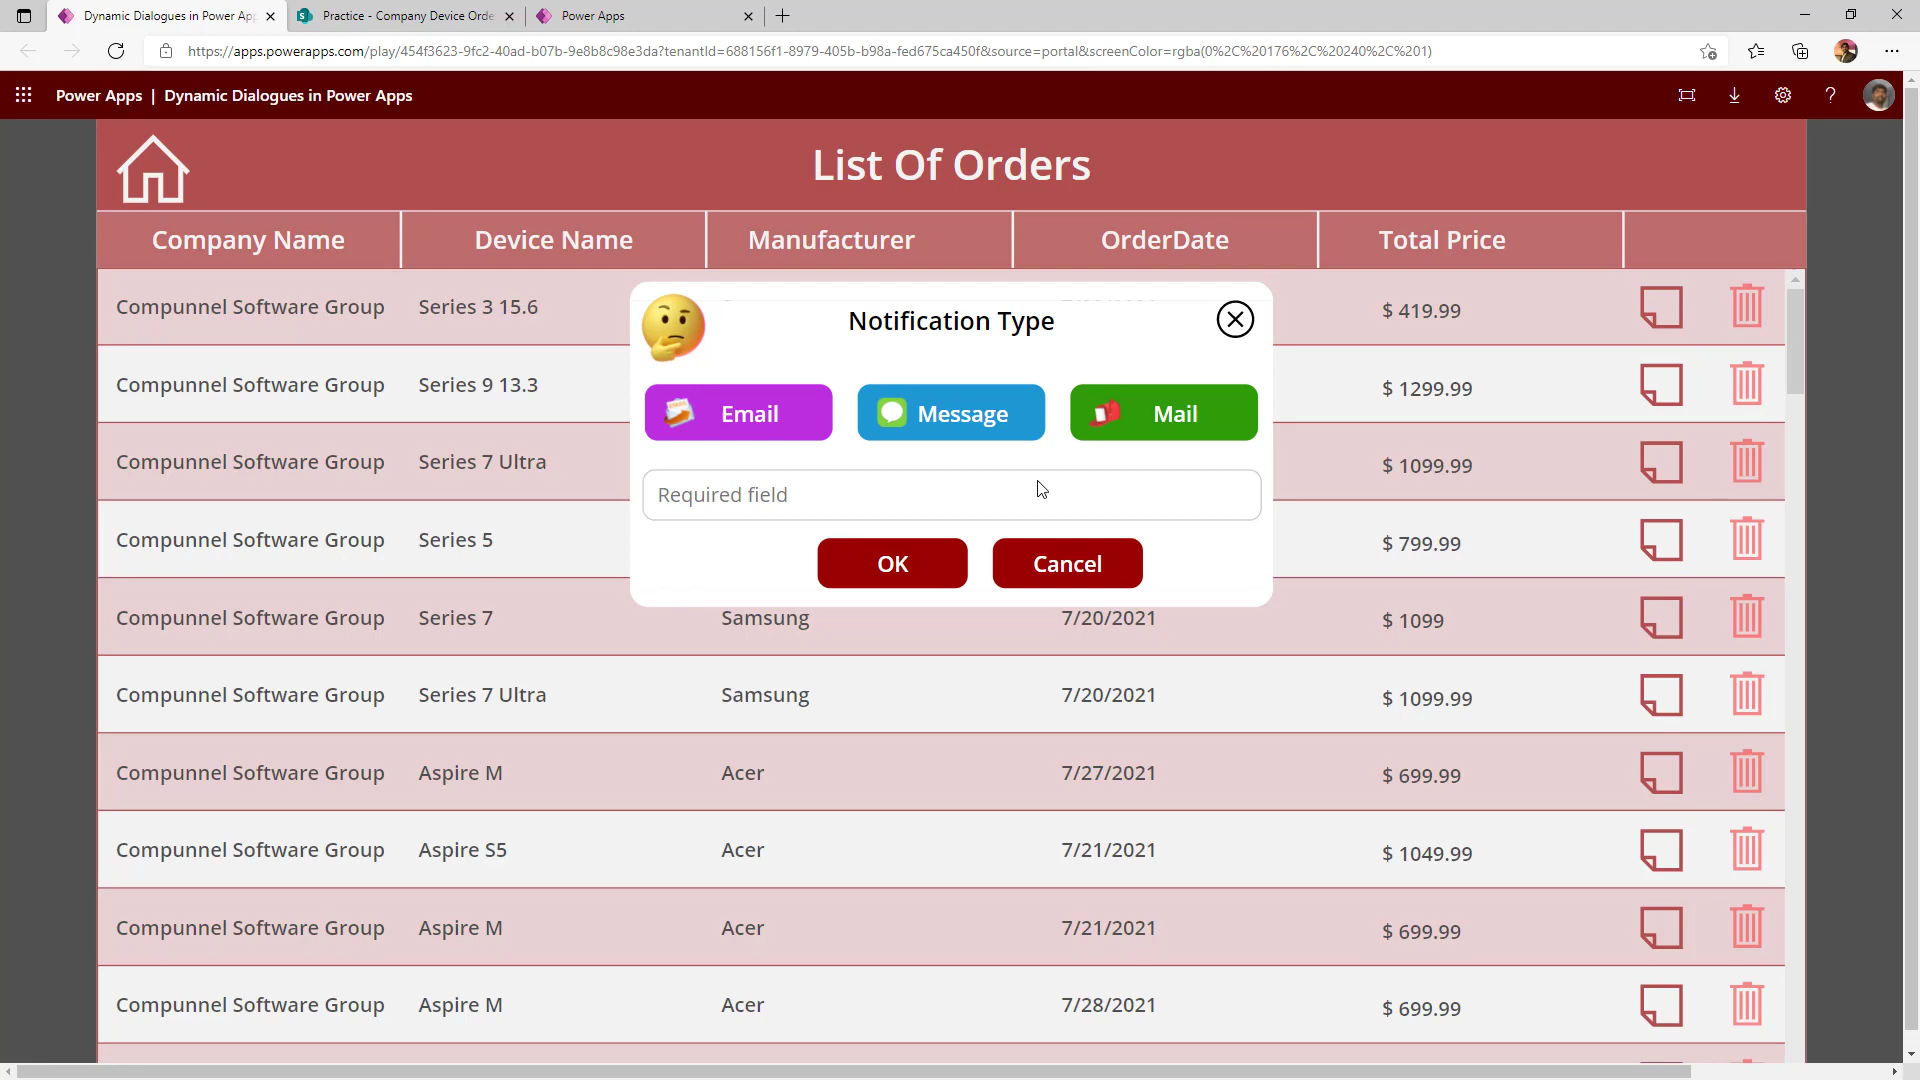 Dynamic Dialogues in Power Ap
Practice - Company Device Orde
Power Apps
https://apps.powerapps.com/play/454f3623-9fc2-40ad-b07b-9e8b8c98e3da?tenantId=688156f1-8979-405b-b98a-fed675ca450f&source=portal&screenColor=rgba(0%2C%20176%2C%20240%2C%201)
Power Apps | Dynamic Dialogues in Power Apps
List Of Orders
Company Name Device Name Manufacturer OrderDate Total Price
Compunnel Software Group Series 3 15.6 $ 419.99
Notification Type
Compunnel Software Group Series 9 13.3 $ 1299.99
Email Message Mail
Compunnel Software Group Series 7 Ultra $ 1099.99
Required field
Compunnel Software Group Series 5 $ 799.99
OK Cancel
Compunnel Software Group Series 7 Samsung 7/20/2021 $ 1099
Compunnel Software Group Series 7 Ultra Samsung 7/20/2021 $ 1099.99
Compunnel Software Group Aspire M Acer 7/27/2021 $ 699.99
Compunnel Software Group Aspire S5 Acer 7/21/2021 $ 1049.99
Compunnel Software Group Aspire M Acer 7/21/2021 $ 699.99
Compunnel Software Group Aspire M Acer 7/28/2021 $ 699.99